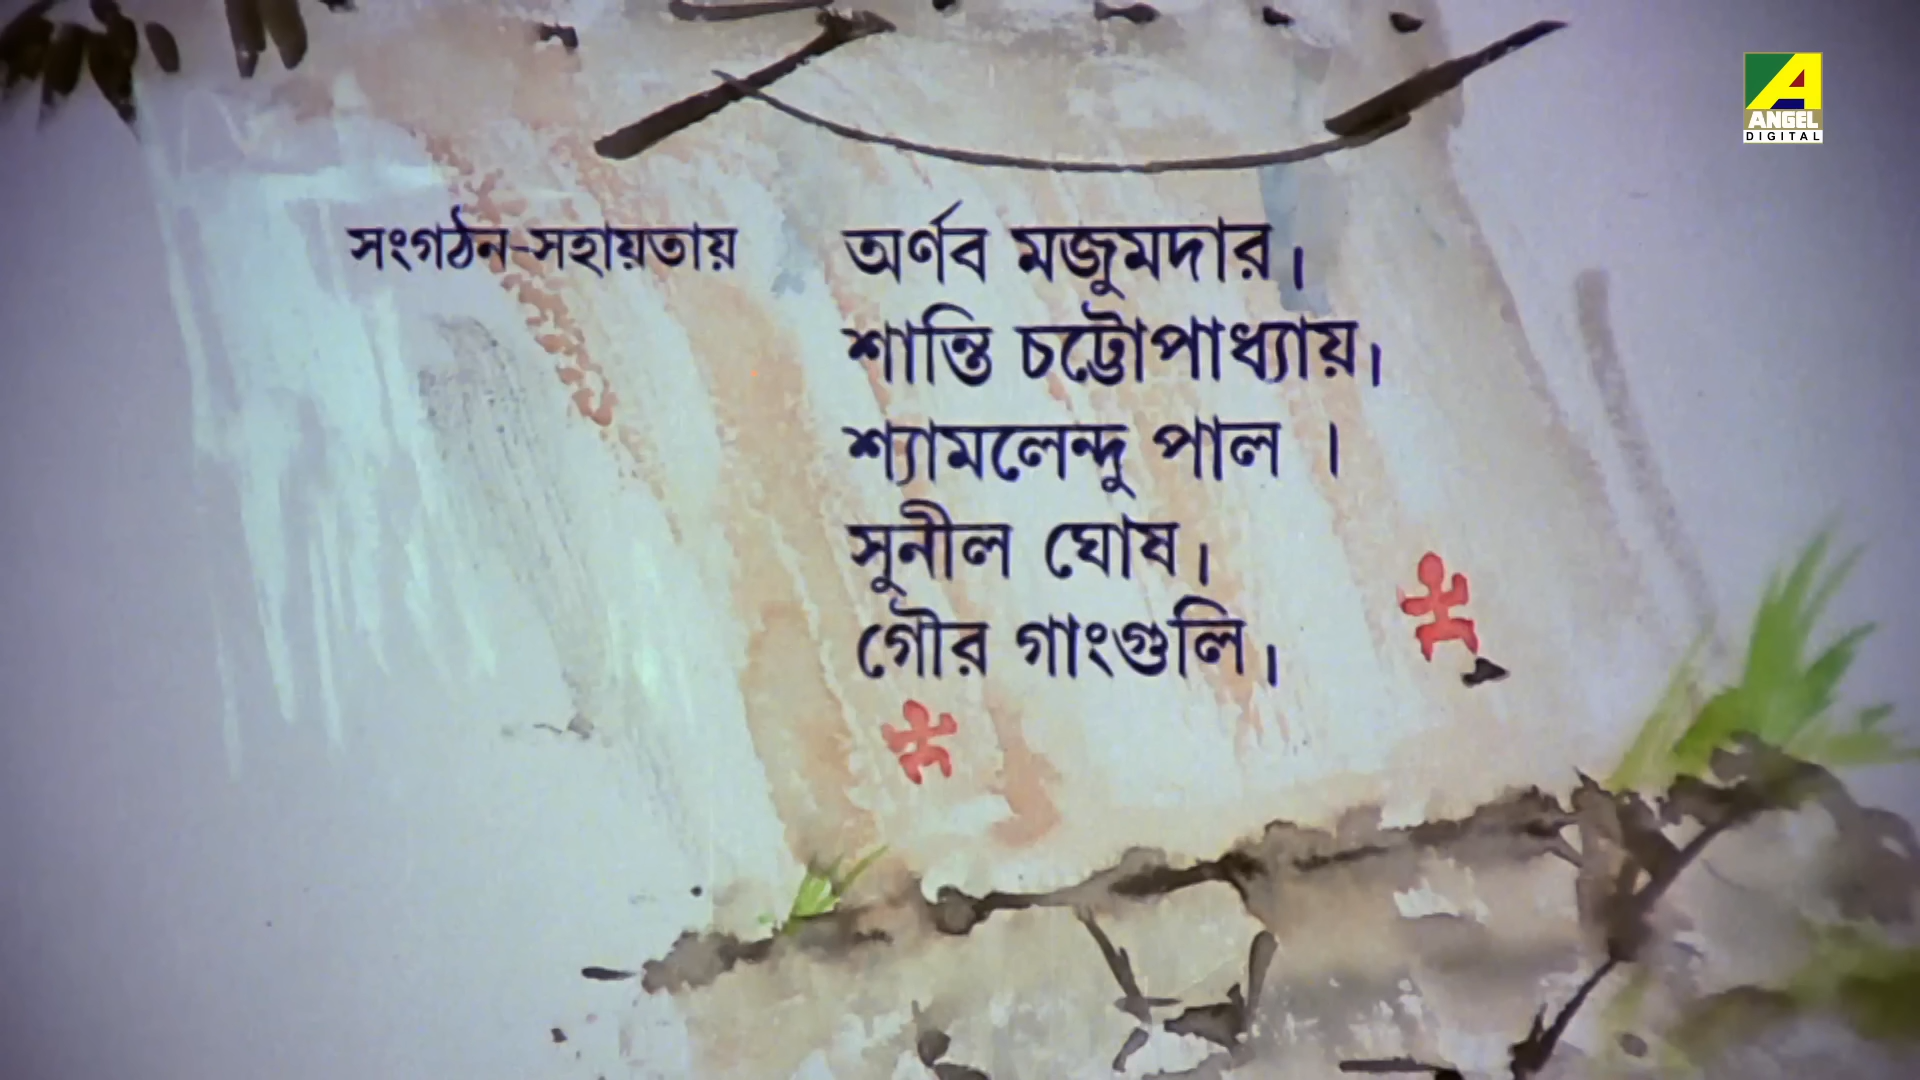 ANGEL
DIGITAL
সংগঠন-সহায়তায় অর্ণব মজুমদার।
শান্তি চট্টোপাধ্যায়।
শ্যামলেন্দু পাল ।
সুনীল ঘোষ।
গৌর গাংগুলি।